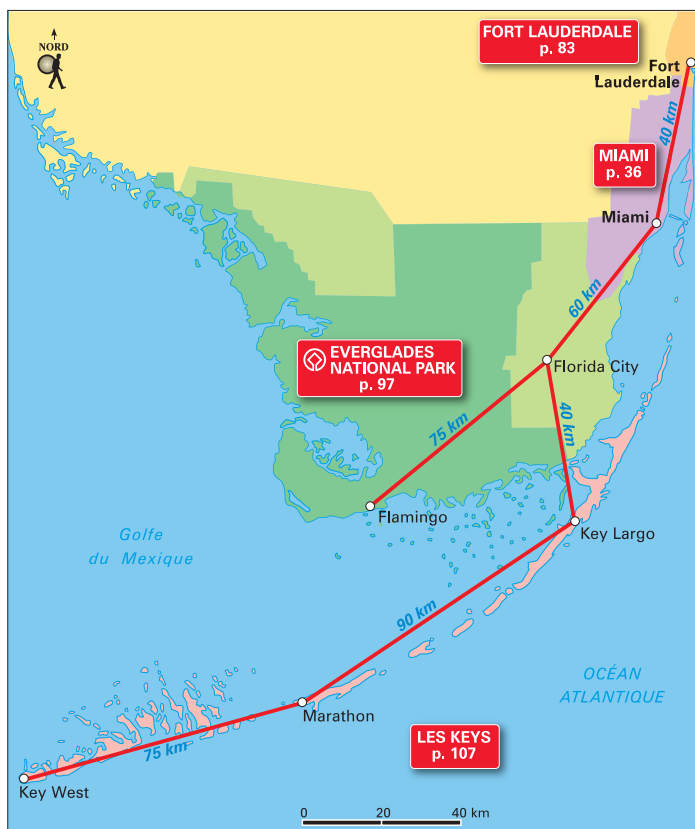 NORD
FORT LAUDERDALE
p. 83
Fort
Lauderdale
40 km
MIAMI
p. 36
Miami
60 km
EVERGLADES
NATIONAL PARK
p. 97
Florida City
75 km
40 km
Flamingo
Key Largo
Golfe
du Mexique
90 km
OCÉAN
ATLANTIQUE
Marathon
LES KEYS
p. 107
75 km
Key West
0 20 40 km